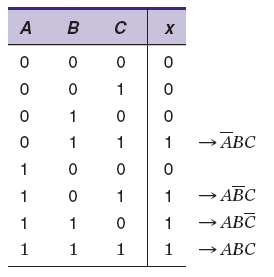 A B C x
0 0 0 0
0 0 1 0
0 1 0 0
0 1 1 1 → A̅BC
1 0 0 0
1 0 1 1 → AB̅C
1 1 0 1 → ABC̅
1 1 1 1 → ABC